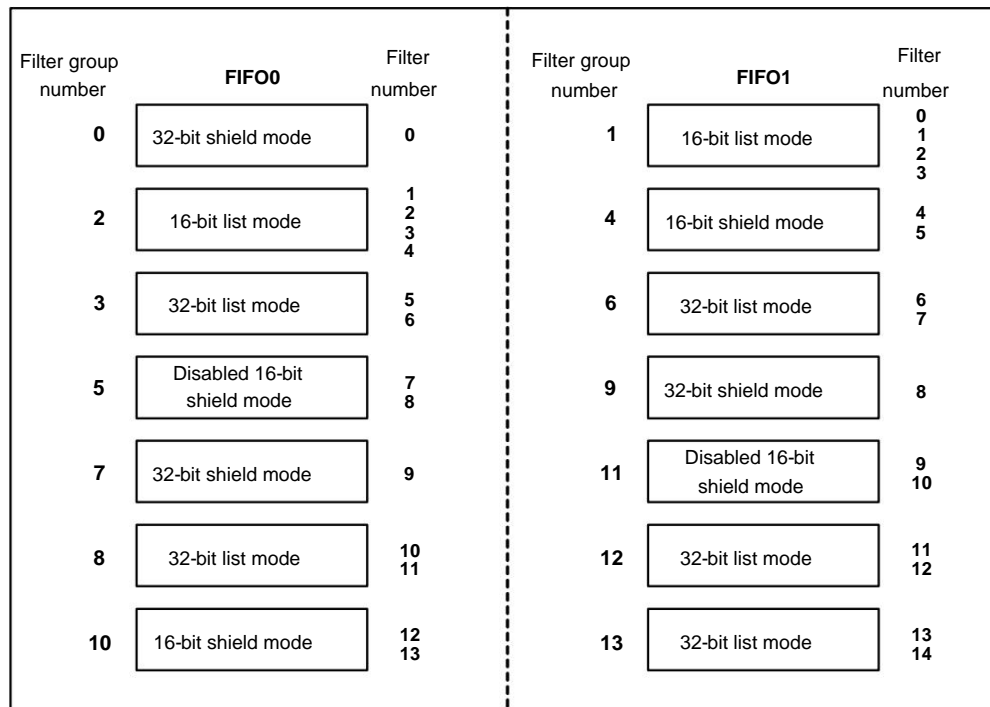 Filter group
number
FIFO0
Filter
number
0
32-bit shield mode
0
2
16-bit list mode
1
2
3
4
3
32-bit list mode
5
6
5
Disabled 16-bit
shield mode
7
8
7
32-bit shield mode
9
8
32-bit list mode
10
11
10
16-bit shield mode
12
13
Filter group
number
FIFO1
Filter
number
1
16-bit list mode
0
1
2
3
4
16-bit shield mode
4
5
6
32-bit list mode
6
7
9
32-bit shield mode
8
11
Disabled 16-bit
shield mode
9
10
12
32-bit list mode
11
12
13
32-bit list mode
13
14